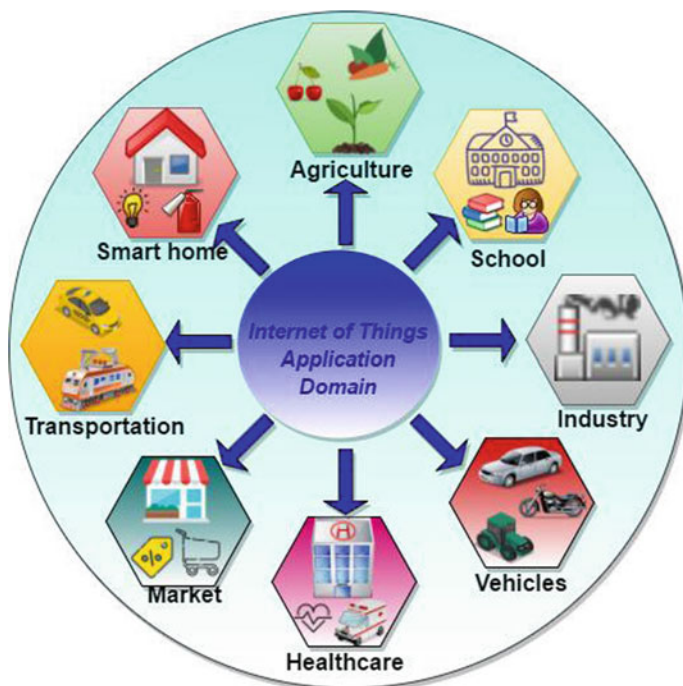 Agriculture
Smart home
School
Internet of Things
Application
Domain
Transportation
Industry
Market
Vehicles
H
Healthcare
%